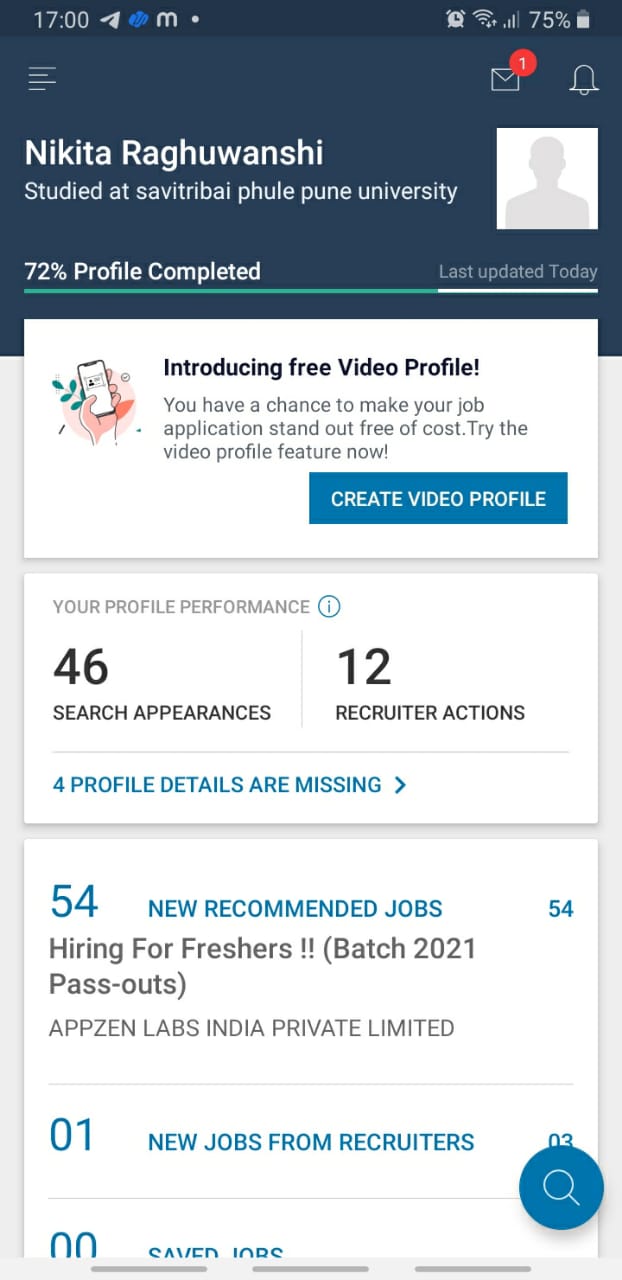 17:00
75%
1
Nikita Raghuwanshi
Studied at savitribai phule pune university
72% Profile Completed
Last updated Today
Introducing free Video Profile!
You have a chance to make your job
application stand out free of cost.Try the
video profile feature now!
CREATE VIDEO PROFILE
YOUR PROFILE PERFORMANCE
46
12
SEARCH APPEARANCES
RECRUITER ACTIONS
4 PROFILE DETAILS ARE MISSING
54 NEW RECOMMENDED JOBS 54
Hiring For Freshers !! (Batch 2021
Pass-outs)
APPZEN LABS INDIA PRIVATE LIMITED
01 NEW JOBS FROM RECRUITERS 03
00 SAVED JOBS